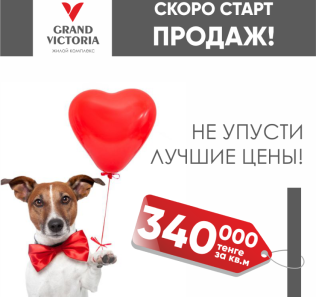 GRAND
VICTORIA
ЖИЛОЙ КОМПЛЕКС
СКОРО СТАРТ
ПРОДАЖ!
НЕ УПУСТИ
ЛУЧШИЕ ЦЕНЫ!
340 000
тенге
за кв.м